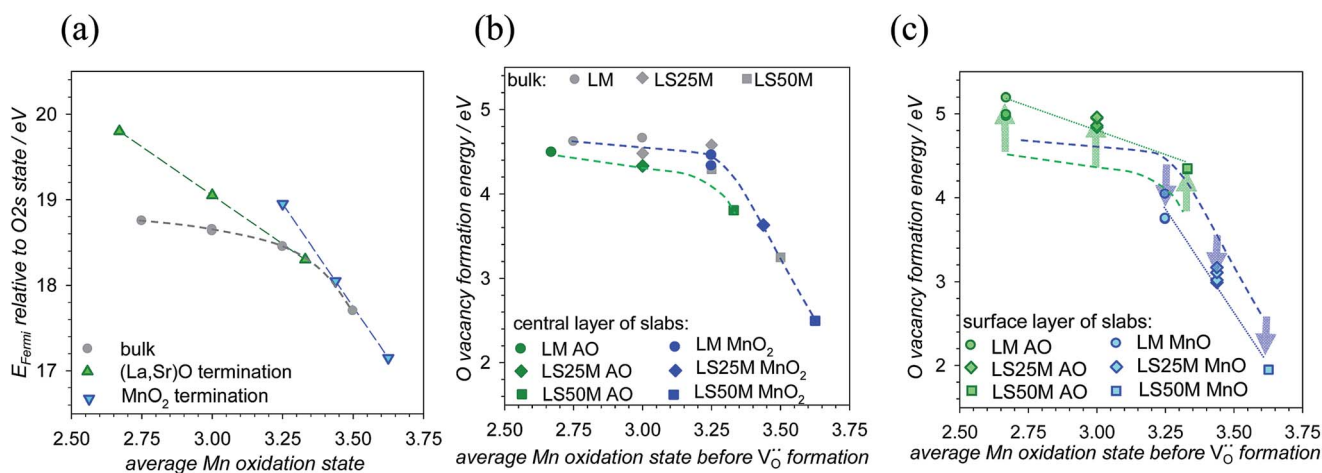 (a)
E_Fermi relative to O2s state / eV
20
19
18
17
bulk
(La,Sr)O termination
MnO₂ termination
2.50 2.75 3.00 3.25 3.50 3.75
average Mn oxidation state
(b)
O vacancy formation energy / eV
bulk: LM LS25M LS50M
5
4
3
2
central layer of slabs:
LM AO LM MnO₂
LS25M AO LS25M MnO₂
LS50M AO LS50M MnO₂
2.50 2.75 3.00 3.25 3.50 3.75
average Mn oxidation state before V_O^·· formation
(c)
O vacancy formation energy / eV
5
4
3
2
surface layer of slabs:
LM AO LM MnO
LS25M AO LS25M MnO
LS50M AO LS50M MnO
2.50 2.75 3.00 3.25 3.50 3.75
average Mn oxidation state before V_O^·· formation